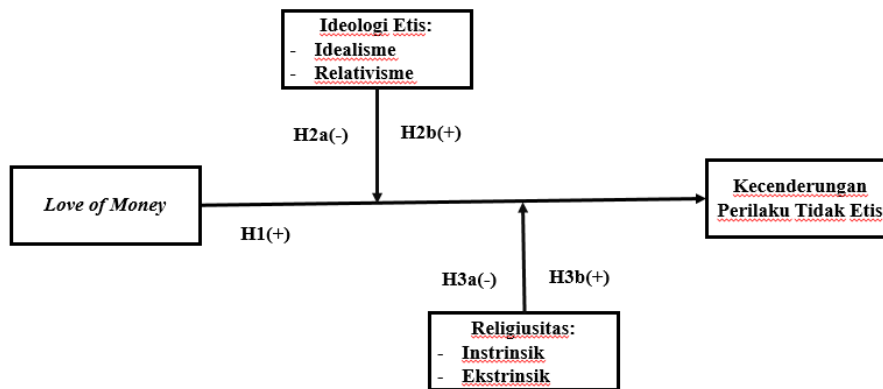 Ideologi Etis:
- Idealisme
- Relativisme
H2a(-) H2b(+)
Love of Money
Kecenderungan
Perilaku Tidak Etis
H1(+)
H3a(-) H3b(+)
Religiusitas:
- Instrinsik
- Ekstrinsik